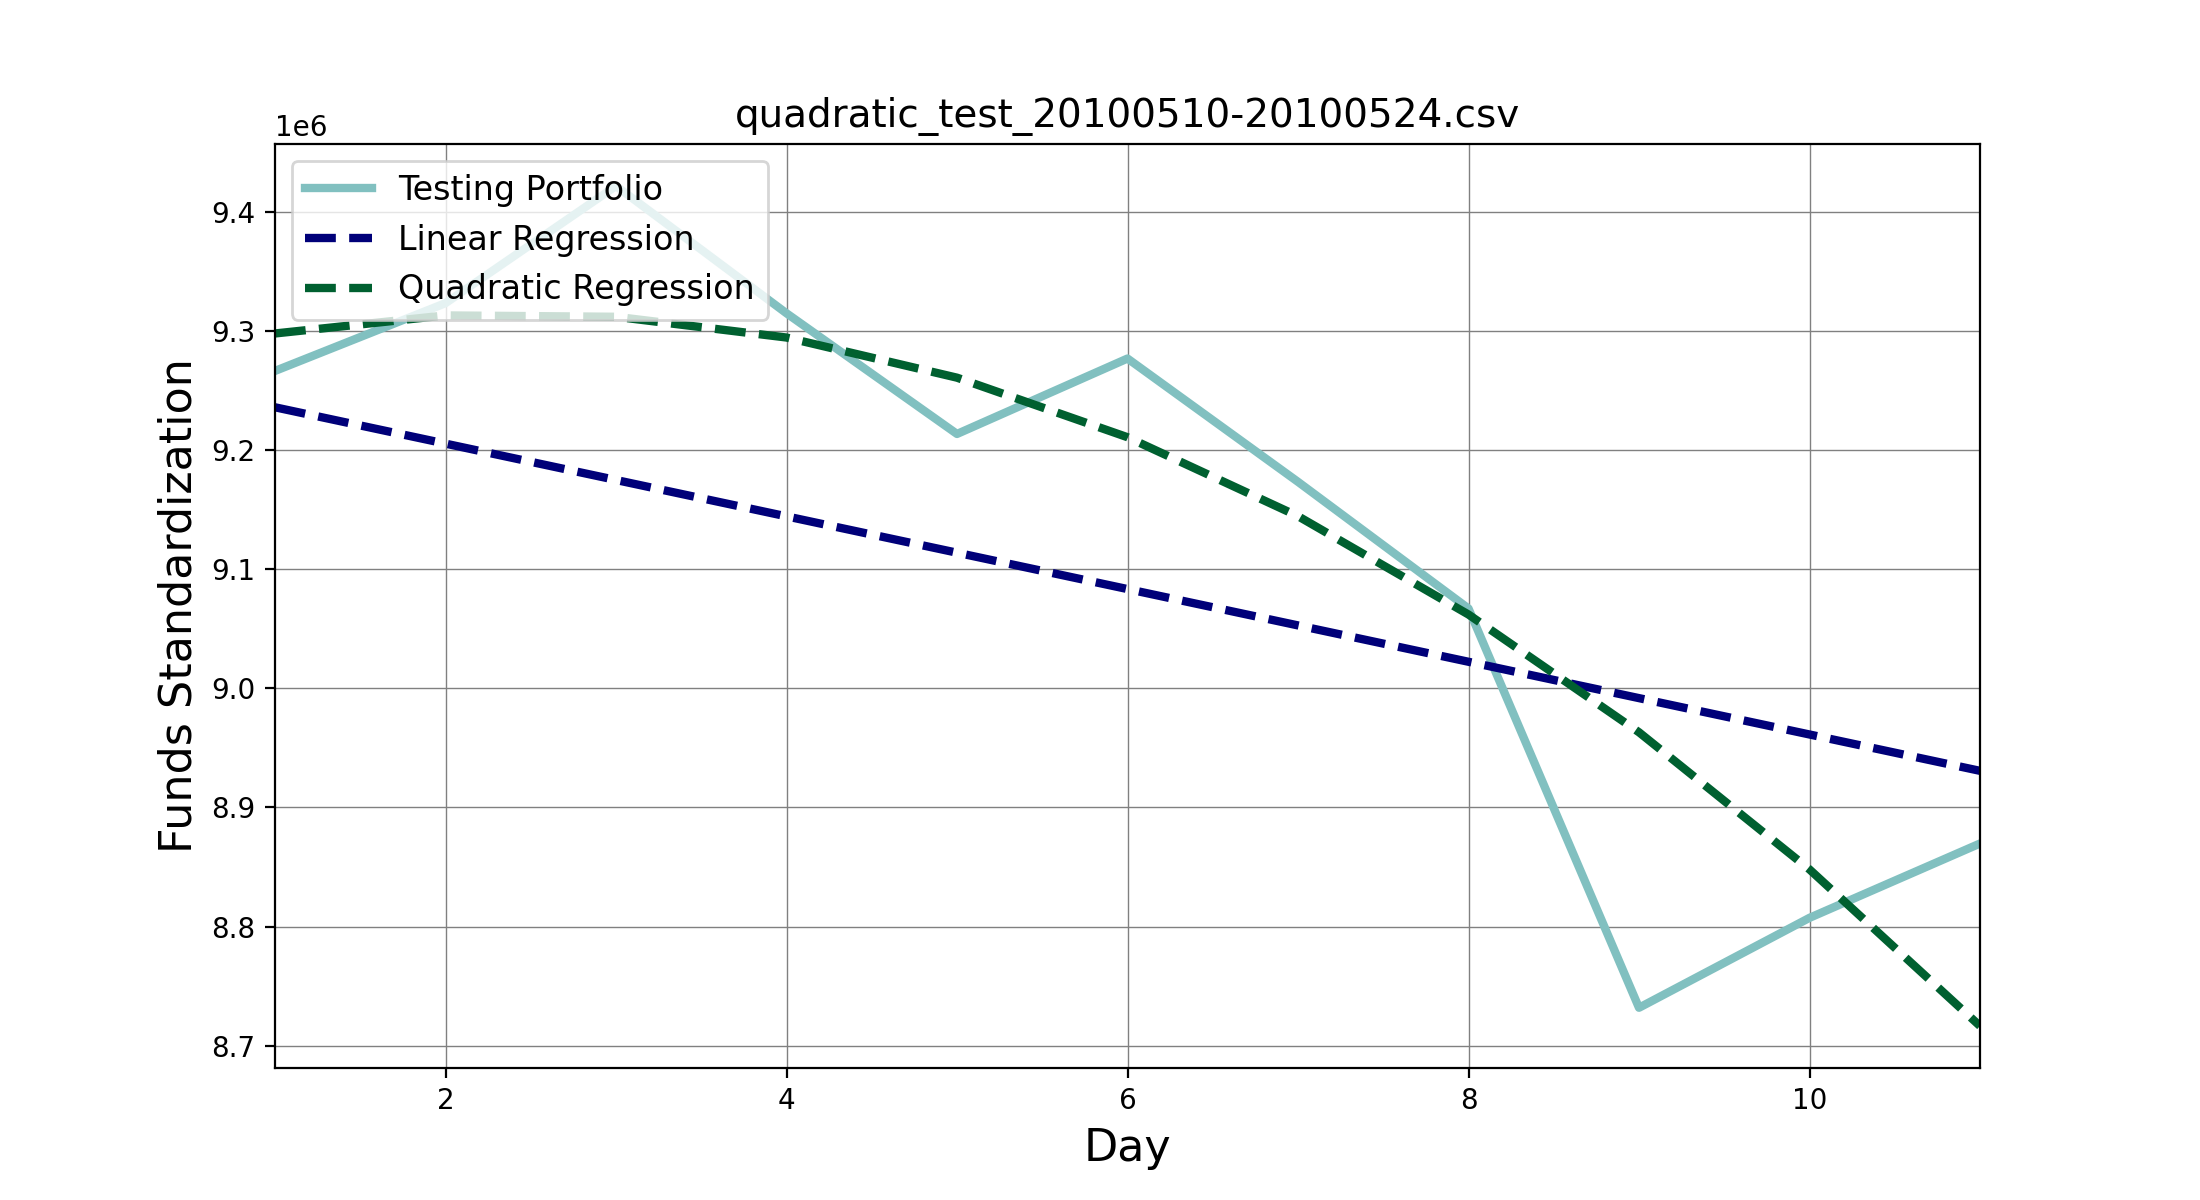 quadratic_test_20100510-20100524.csv
1e6
Testing Portfolio
Linear Regression
Quadratic Regression
Funds Standardization
9.4
9.3
9.2
9.1
9.0
8.9
8.8
8.7
2 4 6 8 10
Day